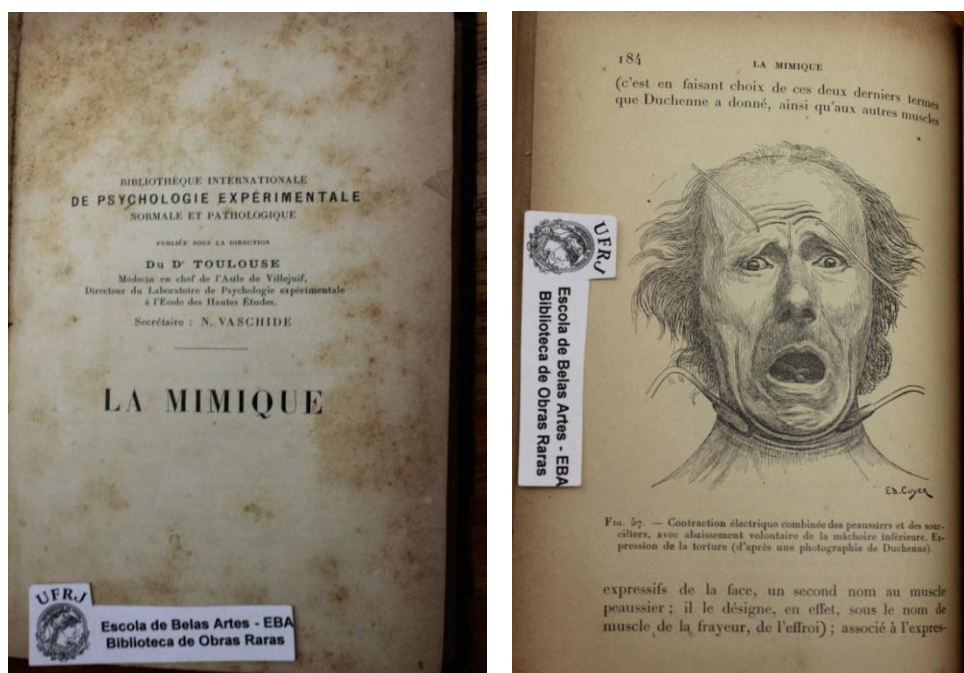 BIBLIOTHÈQUE INTERNATIONALE
DE PSYCHOLOGIE EXPÉRIMENTALE
NORMALE ET PATHOLOGIQUE
PUBLIÉE SOUS LA DIRECTION
Du Dr TOULOUSE
Médecin en chef de l'Asile de Villejuif,
Directeur du Laboratoire de Psychologie expérimentale
à l'École des Hautes Études.
Secrétaire : N. VASCHIDE
LA MIMIQUE
UFRJ
Escola de Belas Artes - EBA
Biblioteca de Obras Raras
184
LA MIMIQUE
(c'est en faisant choix de ces deux derniers termes
que Duchenne a donné, ainsi qu'aux autres muscles
UFRJ
Escola de Belas Artes - EBA
Biblioteca de Obras Raras
ED. CUYER
Fig. 57. — Contraction électrique combinée des peaussiers et des sour-
ciliers, avec abaissement volontaire de la mâchoire inférieure. Ex-
pression de la torture (d'après une photographie de Duchenne).
expressifs de la face, un second nom au muscle
peaussier ; il le désigne, en effet, sous le nom de
muscle de la frayeur, de l'effroi) ; associé à l'expres-